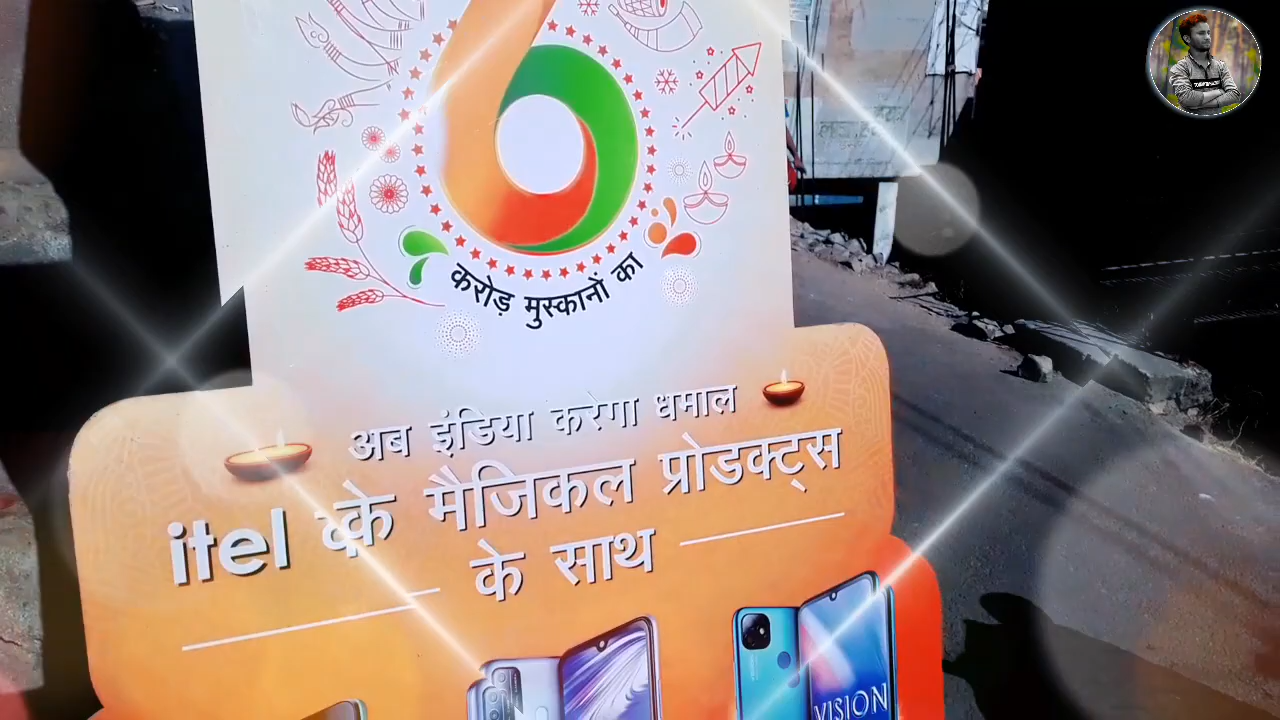 6
करोड़ मुस्कानों का
अब इंडिया करेगा धमाल
itel के मैजिकल प्रोडक्ट्स
के साथ
VISION